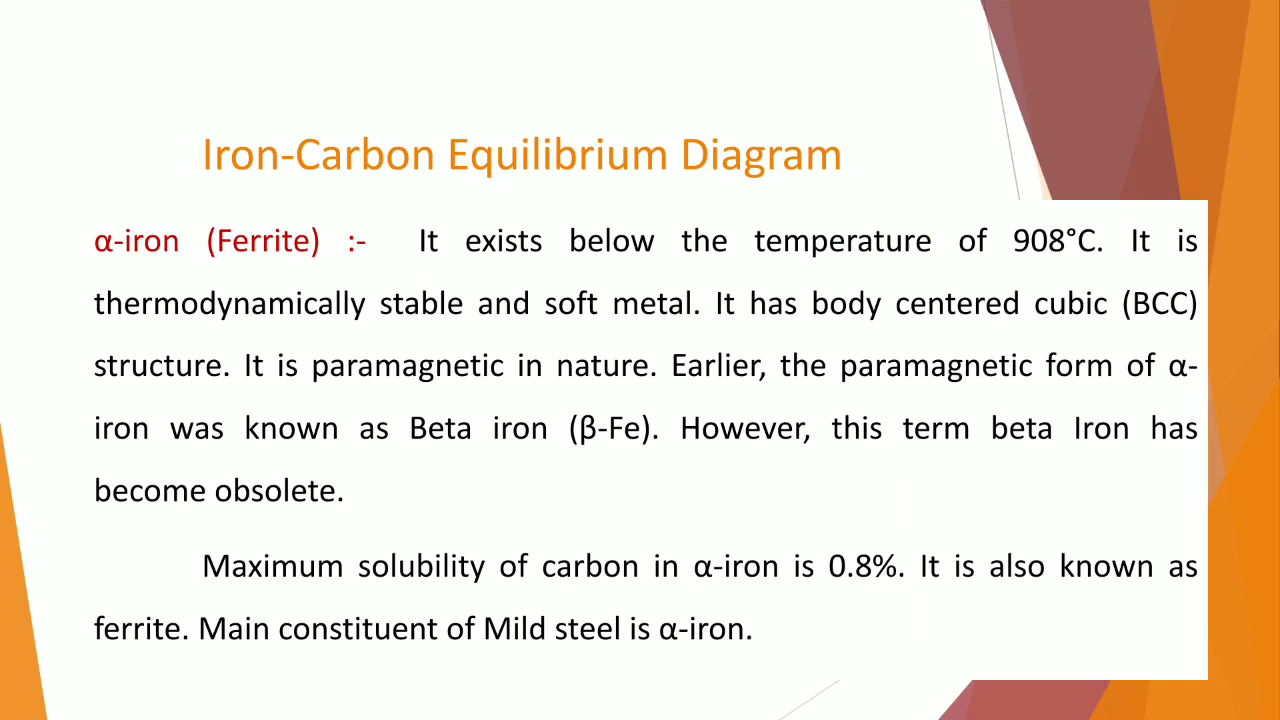 Iron-Carbon Equilibrium Diagram
α-iron (Ferrite) :- It exists below the temperature of 908°C. It is
thermodynamically stable and soft metal. It has body centered cubic (BCC)
structure. It is paramagnetic in nature. Earlier, the paramagnetic form of α-
iron was known as Beta iron (β-Fe). However, this term beta Iron has
become obsolete.
Maximum solubility of carbon in α-iron is 0.8%. It is also known as
ferrite. Main constituent of Mild steel is α-iron.